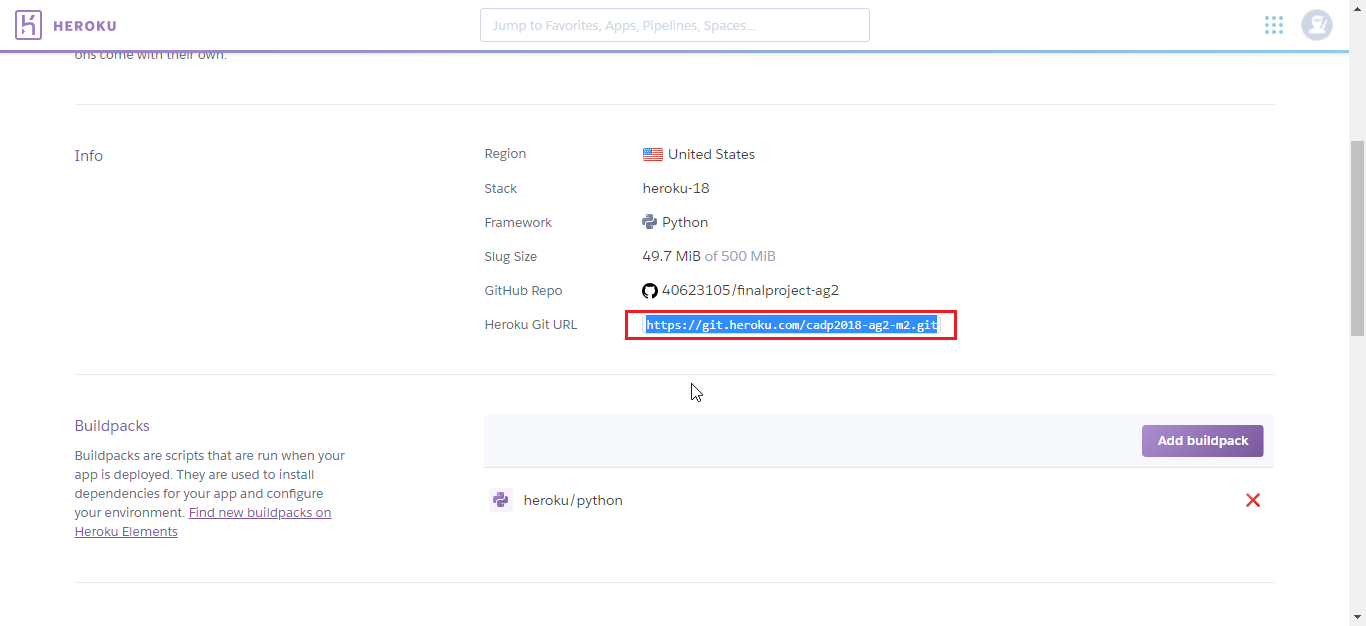 HEROKU
Jump to Favorites, Apps, Pipelines, Spaces...
ons come with their own.
Info
Region
United States
Stack
heroku-18
Framework
Python
Slug Size
49.7 MiB of 500 MiB
GitHub Repo
40623105/finalproject-ag2
Heroku Git URL
https://git.heroku.com/cadp2018-ag2-m2.git
Buildpacks
Buildpacks are scripts that are run when your
app is deployed. They are used to install
dependencies for your app and configure
your environment. Find new buildpacks on
Heroku Elements
Add buildpack
heroku/python